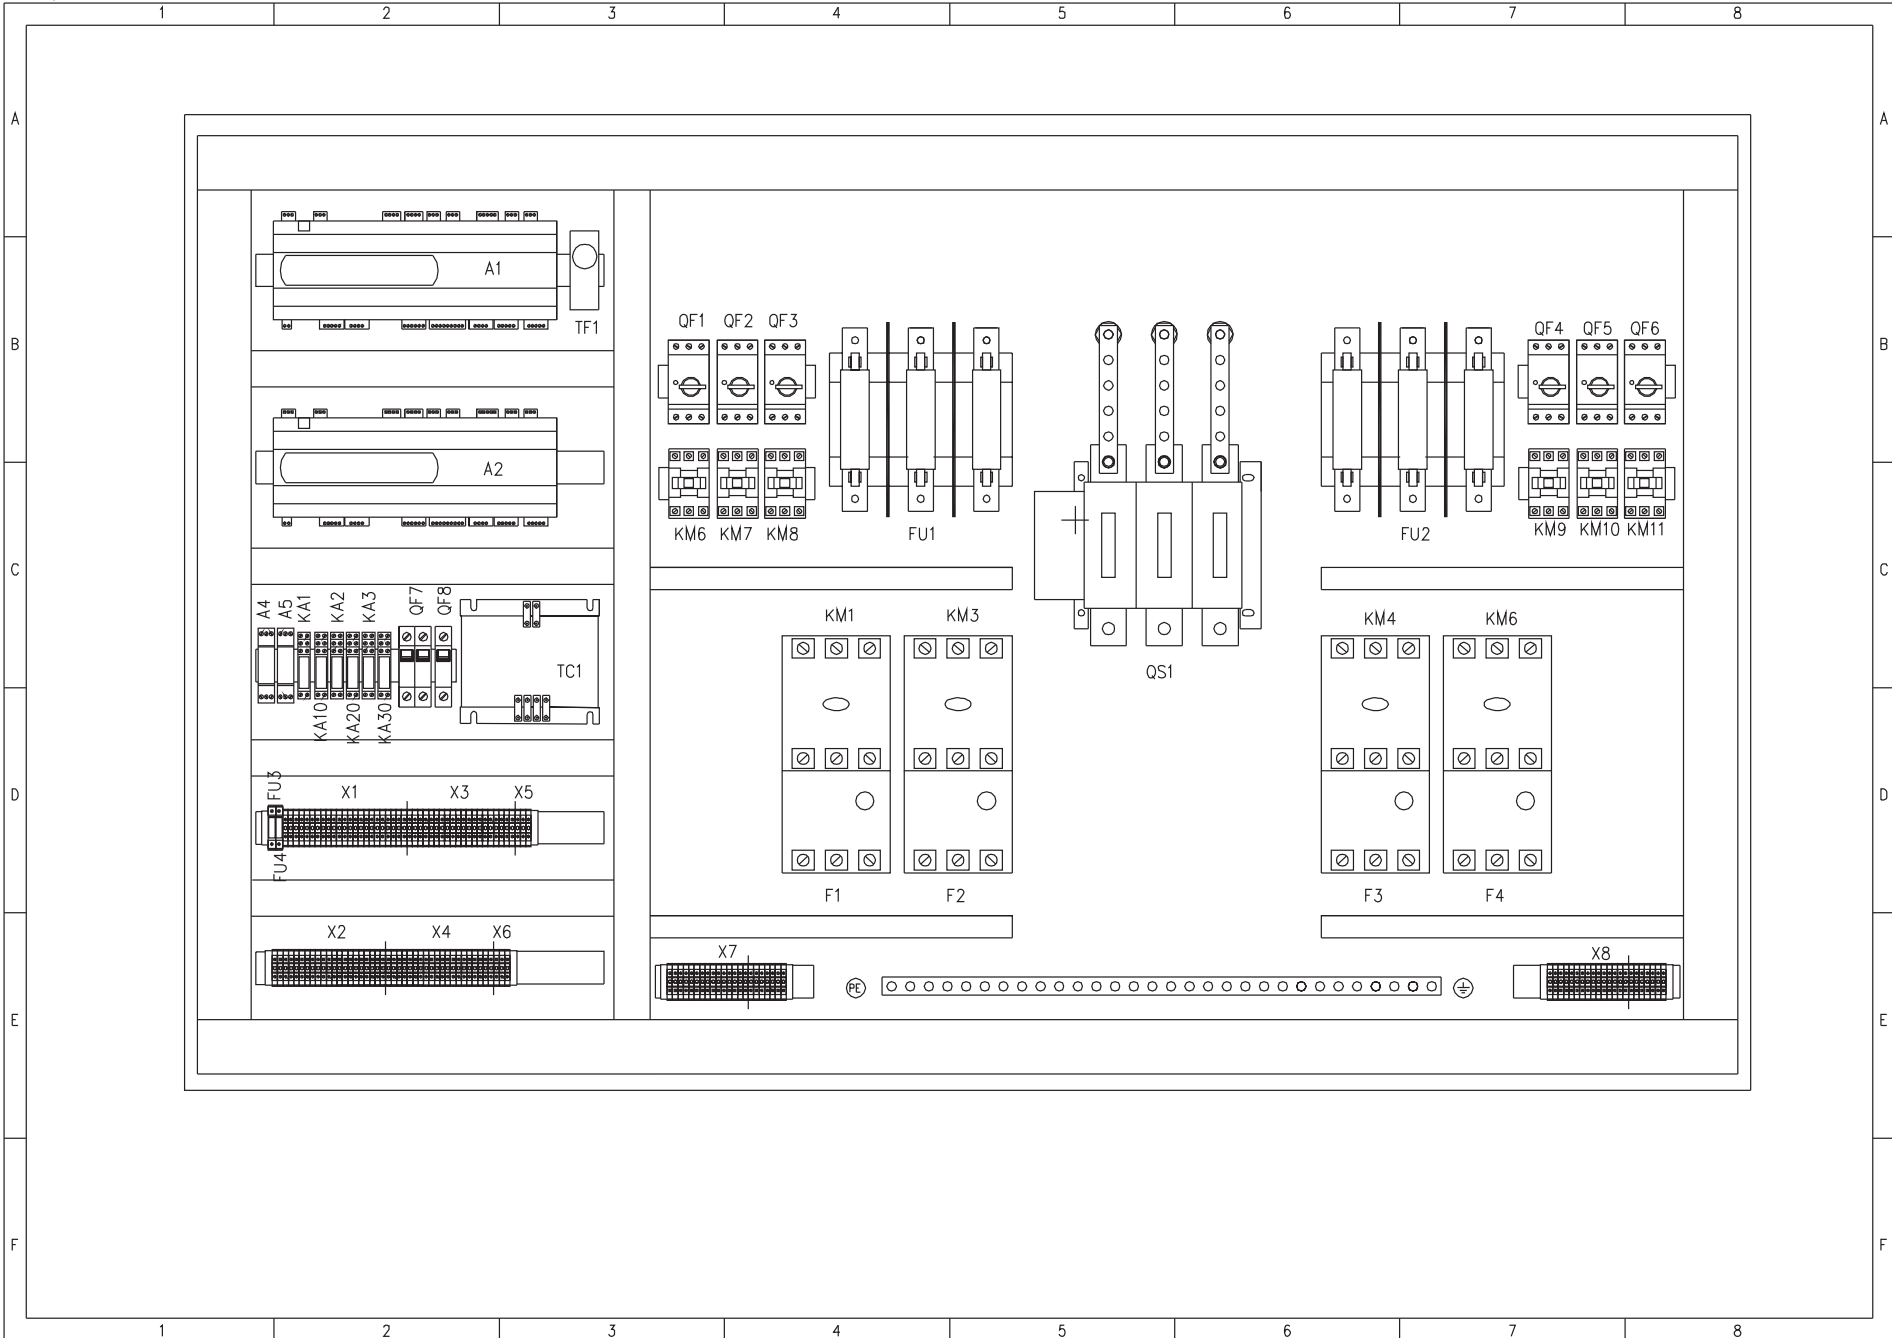 1 2 3 4 5 6 7 8
A A
A1
TF1
QF1 QF2 QF3
QF4 QF5 QF6
B B
A2
KM6 KM7 KM8
FU1
FU2
KM9 KM10 KM11
C C
A4 A5 KA1 KA2 KA3 QF7 QF8
KM1 KM3
KM4 KM6
TC1
QS1
KA10 KA20 KA30
FU3
X1 X3 X5
D D
FU4
F1 F2
F3 F4
X2 X4 X6
X7
X8
PE
E E
F F
1 2 3 4 5 6 7 8